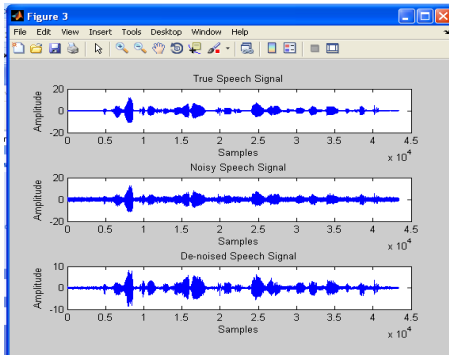 Figure 3
File Edit View Insert Tools Desktop Window Help
True Speech Signal
20
0
-20
Amplitude
0 0.5 1 1.5 2 2.5 3 3.5 4 4.5
Samples
x 10^4
Noisy Speech Signal
20
0
-20
Amplitude
0 0.5 1 1.5 2 2.5 3 3.5 4 4.5
Samples
x 10^4
De-noised Speech Signal
10
0
-10
Amplitude
0 0.5 1 1.5 2 2.5 3 3.5 4 4.5
Samples
x 10^4